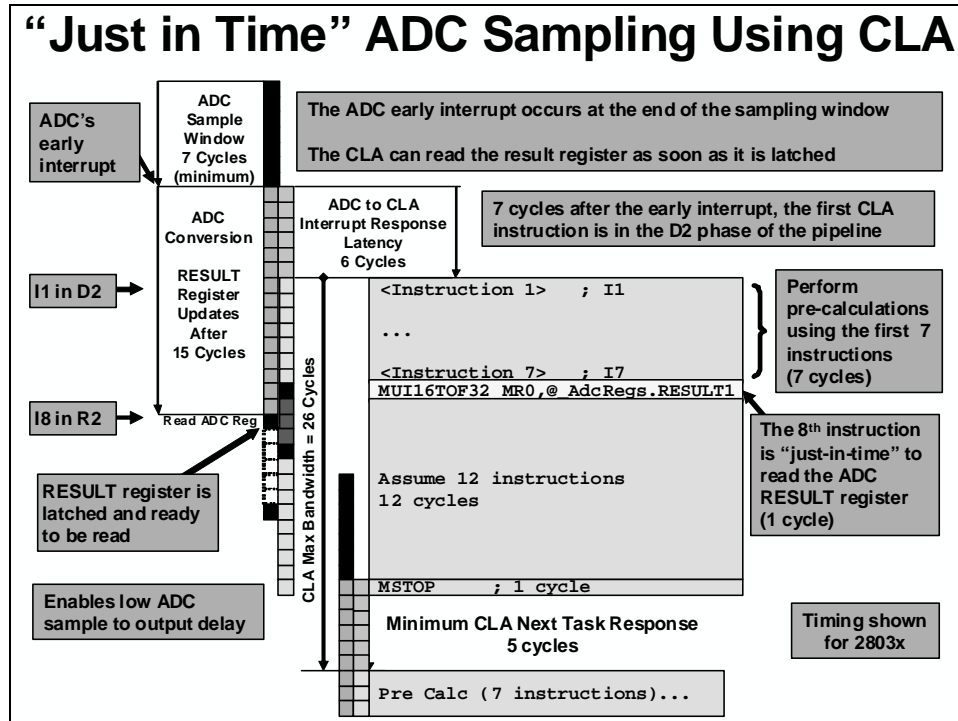 “Just in Time” ADC Sampling Using CLA
ADC
Sample
Window
7 Cycles
(minimum)
ADC's
early
interrupt
The ADC early interrupt occurs at the end of the sampling window
The CLA can read the result register as soon as it is latched
ADC to CLA
Interrupt Response
Latency
6 Cycles
7 cycles after the early interrupt, the first CLA
instruction is in the D2 phase of the pipeline
ADC
Conversion
RESULT
Register
Updates
After
15 Cycles
I1 in D2
<Instruction 1> ; I1
...
<Instruction 7> ; I7
MUI16TOF32 MR0,@_AdcRegs.RESULT1
Perform
pre-calculations
using the first 7
instructions
(7 cycles)
I8 in R2
Read ADC Reg
The 8th instruction
is “just-in-time” to
read the ADC
RESULT register
(1 cycle)
RESULT register is
latched and ready
to be read
CLA Max Bandwidth = 26 Cycles
Assume 12 instructions
12 cycles
MSTOP ; 1 cycle
Enables low ADC
sample to output delay
Minimum CLA Next Task Response
5 cycles
Timing shown
for 2803x
Pre Calc (7 instructions)...